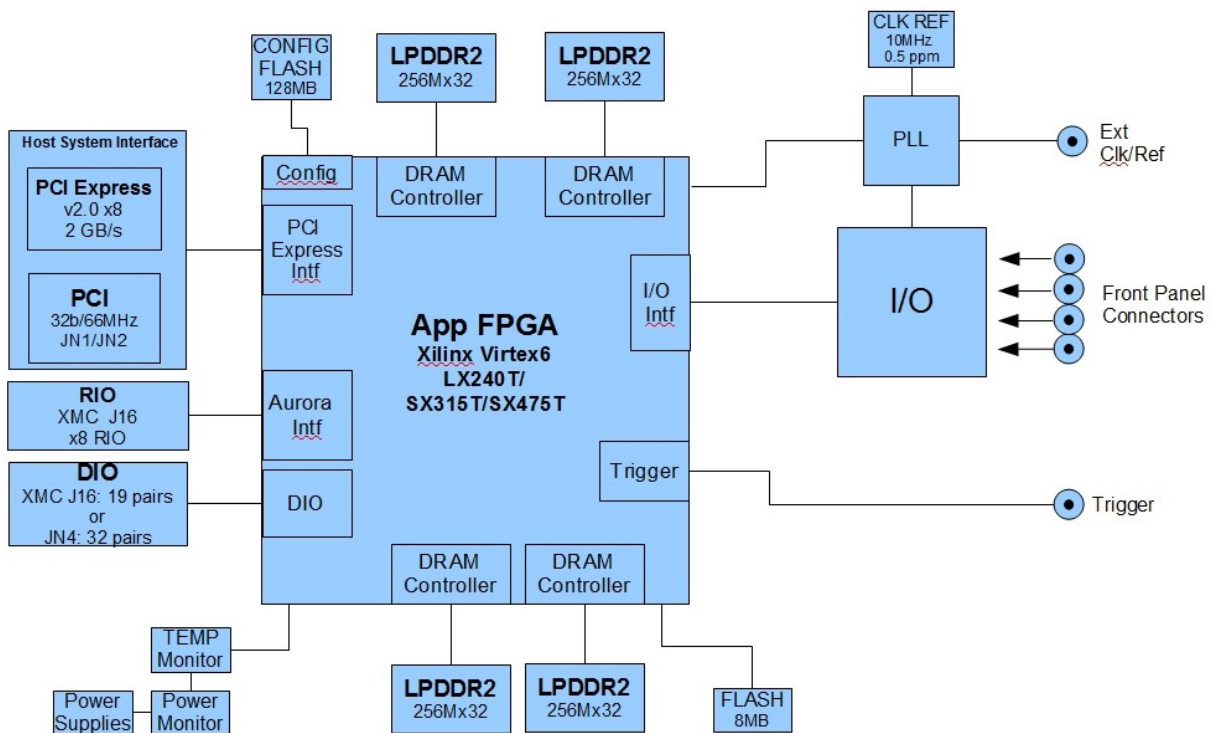 CONFIG
FLASH
128MB
LPDDR2
256Mx32
LPDDR2
256Mx32
CLK REF
10MHz
0.5 ppm
Host System Interface
PCI Express
v2.0 x8
2 GB/s
PCI
32b/66MHz
JN1/JN2
Config
DRAM
Controller
DRAM
Controller
PLL
Ext
Clk/Ref
PCI
Express
Intf
I/O
Intf
I/O
Front Panel
Connectors
App FPGA
Xilinx Virtex6
LX240T/
SX315T/SX475T
RIO
XMC J16
x8 RIO
Aurora
Intf
DIO
XMC J16: 19 pairs
or
JN4: 32 pairs
DIO
Trigger
Trigger
DRAM
Controller
DRAM
Controller
TEMP
Monitor
Power
Supplies
Power
Monitor
LPDDR2
256Mx32
LPDDR2
256Mx32
FLASH
8MB